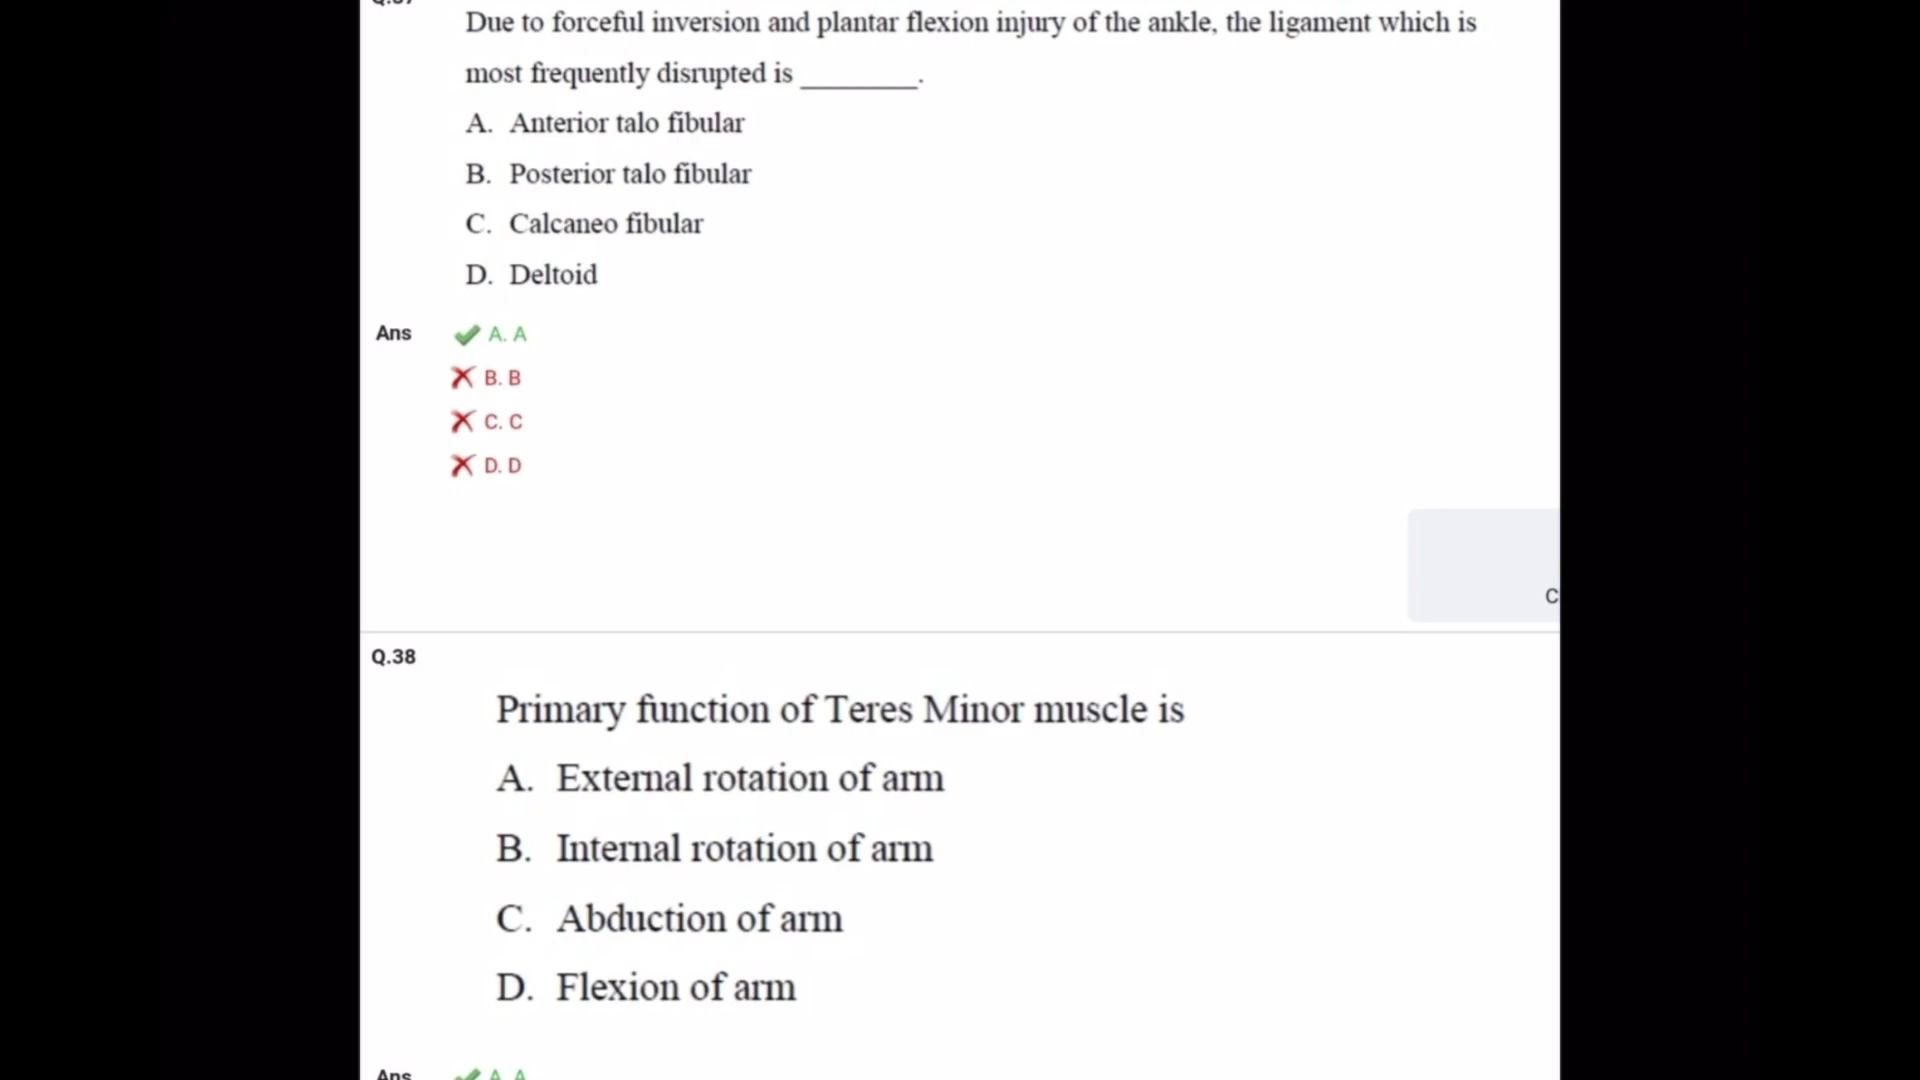 Due to forceful inversion and plantar flexion injury of the ankle, the ligament which is
most frequently disrupted is ________.
A. Anterior talo fibular
B. Posterior talo fibular
C. Calcaneo fibular
D. Deltoid
Ans A. A
B. B
C. C
D. D
C
Q.38
Primary function of Teres Minor muscle is
A. External rotation of arm
B. Internal rotation of arm
C. Abduction of arm
D. Flexion of arm
Ans A. A